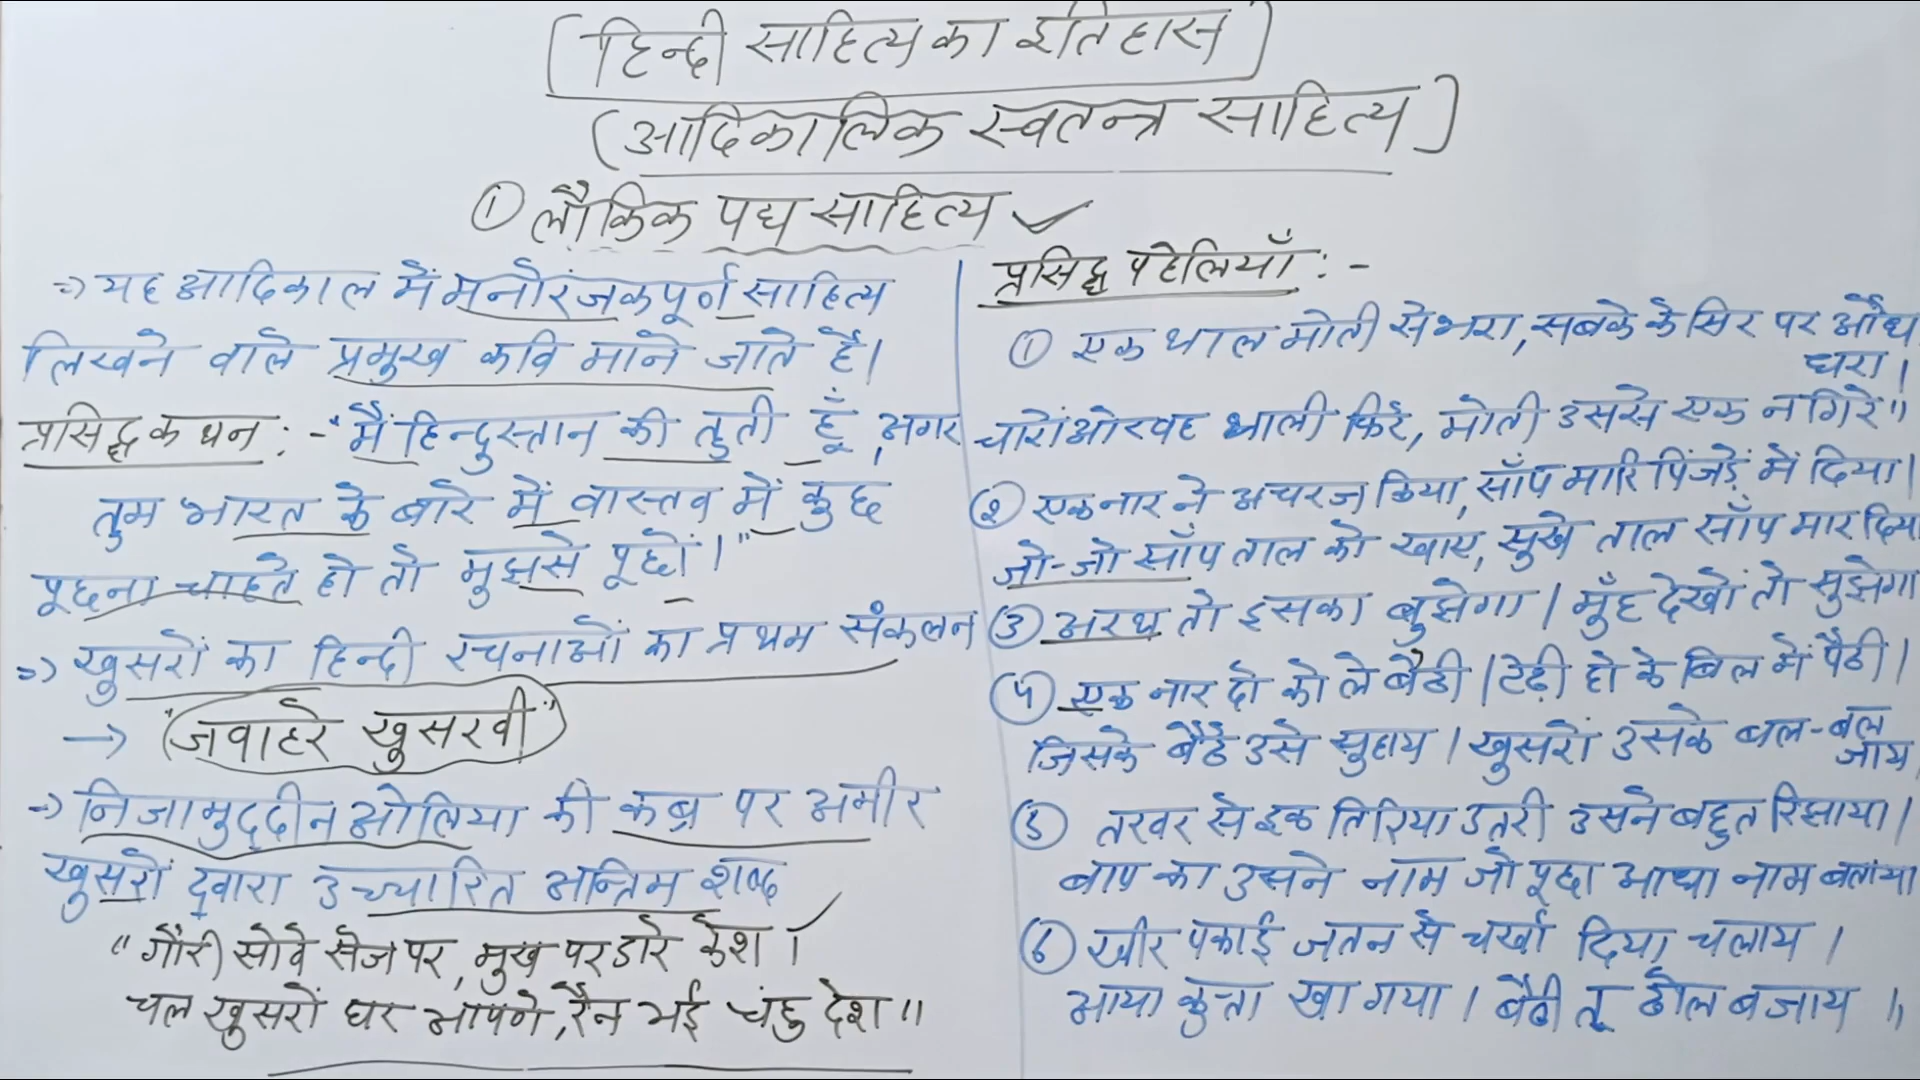 [हिन्दी साहित्य का इतिहास]
(आदिकालिक स्वतन्त्र साहित्य]
① लौकिक पद्य साहित्य ✓
=> यह आदिकाल में मनोरंजकपूर्ण साहित्य
लिखने वाले प्रमुख कवि माने जाते है।
प्रसिद्ध कथन :- "मैं हिन्दुस्तान की तुती हूँ, अगर
तुम भारत के बारे में वास्तव में कुछ
पूछना चाहते हो तो मुझसे पूछों।"
=> खुसरों का हिन्दी रचनाओं का प्रथम संकलन
→ "जवाहरे खुसरवी"
→ निजामुद्दीन ओलिया की कब्र पर अमीर
खुसरों द्वारा उच्चारित अन्तिम शब्द
"गौरी सोवे सेज पर, मुख पर डारे केश।
चल खुसरों घर आपणे, रैन भई चंहु देश॥
प्रसिद्ध पहेलियाँ :-
① एक थाल मोती से भरा, सबके के सिर पर औंध
धरा।
चारों ओर वह थाली फिरे, मोती उससे एक न गिरे"
② एक नार ने अचरज किया, साँप मारि पिंजड़ें में दिया।
जो-जो साँप ताल को खाए, सुखे ताल साँप मार दिया
③ अरथ तो इसका बुझेगा। मुँह देखों तो सुझेगा
④ एक नार दो को ले बैठी। टेढ़ी हो के बिल में पैठी।
जिसके बैठे उसे सुहाय। खुसरों उसके बल-बल
जाय
⑤ तरवर से इक तिरिया उतरी उसने बहुत रिझाया।
बाप का उसने नाम जो पूछा आधा नाम बताया
⑥ खीर पकाई जतन से चर्खा दिया चलाय।
आया कुत्ता खा गया। बैठी तू ढोल बजाय॥